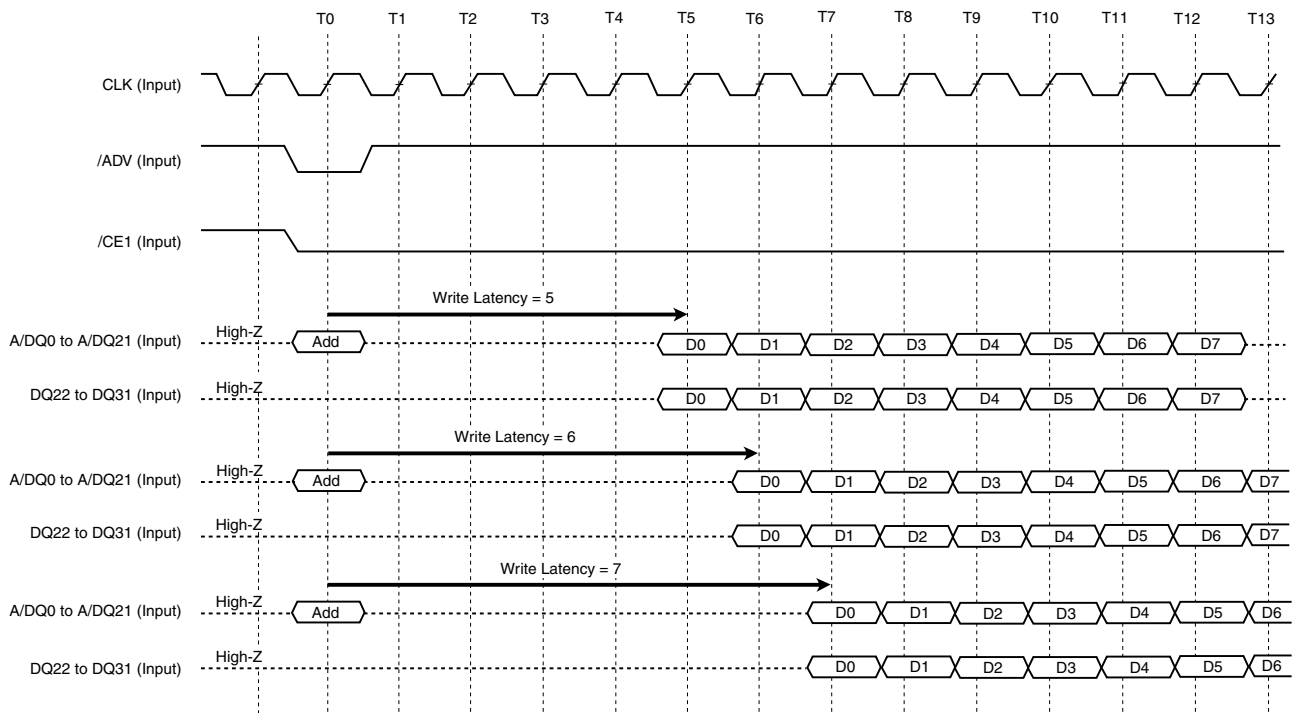 T0 T1 T2 T3 T4 T5 T6 T7 T8 T9 T10 T11 T12 T13
CLK (Input)
/ADV (Input)
/CE1 (Input)
Write Latency = 5
A/DQ0 to A/DQ21 (Input) High-Z Add D0 D1 D2 D3 D4 D5 D6 D7
DQ22 to DQ31 (Input) High-Z D0 D1 D2 D3 D4 D5 D6 D7
Write Latency = 6
A/DQ0 to A/DQ21 (Input) High-Z Add D0 D1 D2 D3 D4 D5 D6 D7
DQ22 to DQ31 (Input) High-Z D0 D1 D2 D3 D4 D5 D6 D7
Write Latency = 7
A/DQ0 to A/DQ21 (Input) High-Z Add D0 D1 D2 D3 D4 D5 D6
DQ22 to DQ31 (Input) High-Z D0 D1 D2 D3 D4 D5 D6